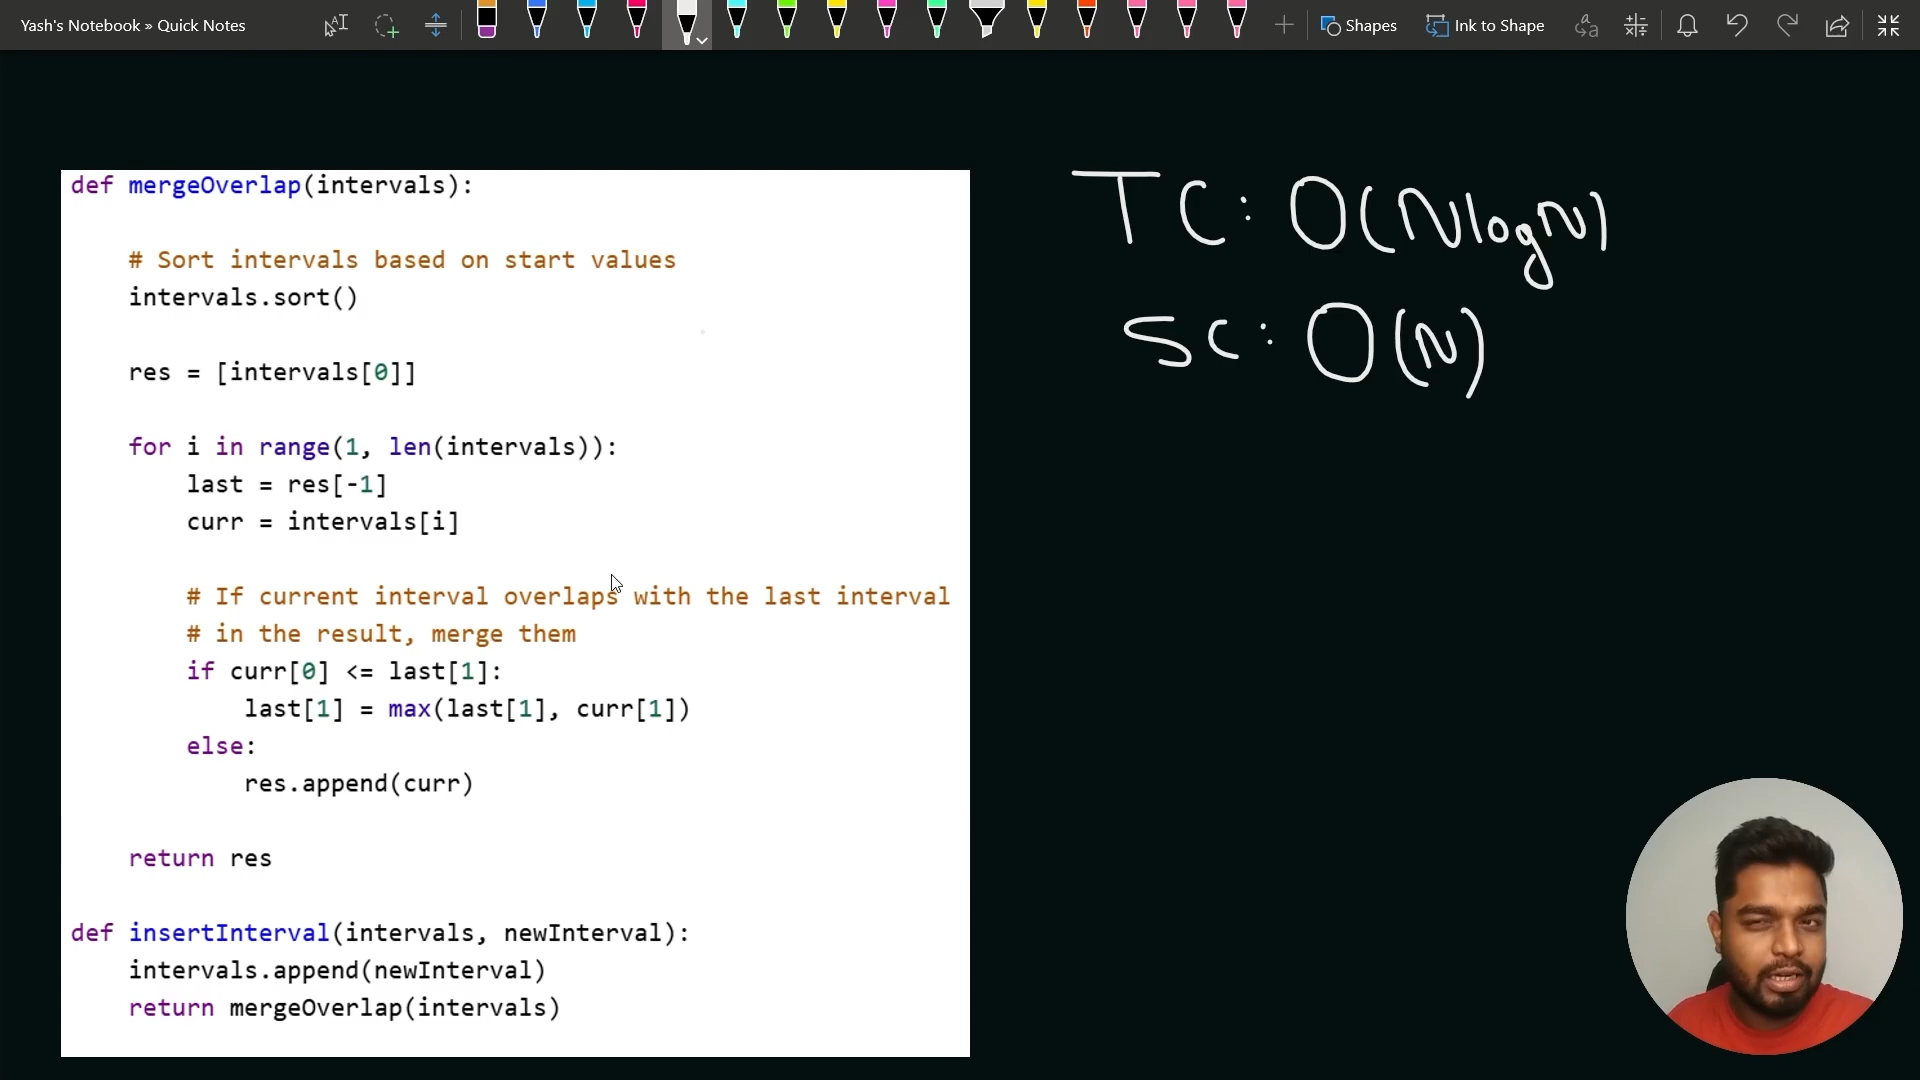 Yash's Notebook » Quick Notes
Shapes
Ink to Shape
def mergeOverlap(intervals):
# Sort intervals based on start values
intervals.sort()
res = [intervals[0]]
for i in range(1, len(intervals)):
last = res[-1]
curr = intervals[i]
# If current interval overlaps with the last interval
# in the result, merge them
if curr[0] <= last[1]:
last[1] = max(last[1], curr[1])
else:
res.append(curr)
return res
def insertInterval(intervals, newInterval):
intervals.append(newInterval)
return mergeOverlap(intervals)
TC: O(NlogN)
SC: O(N)